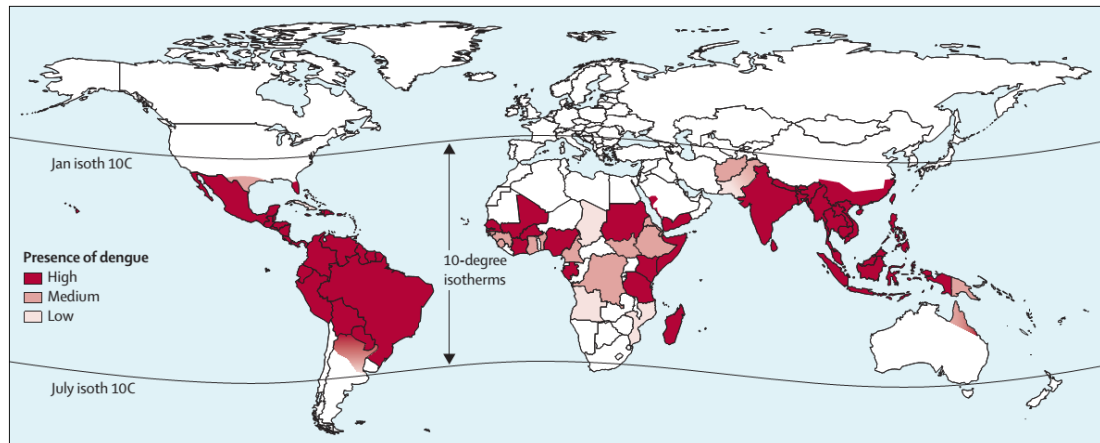 Jan isoth 10C
Presence of dengue
High
Medium
Low
10-degree
isotherms
July isoth 10C